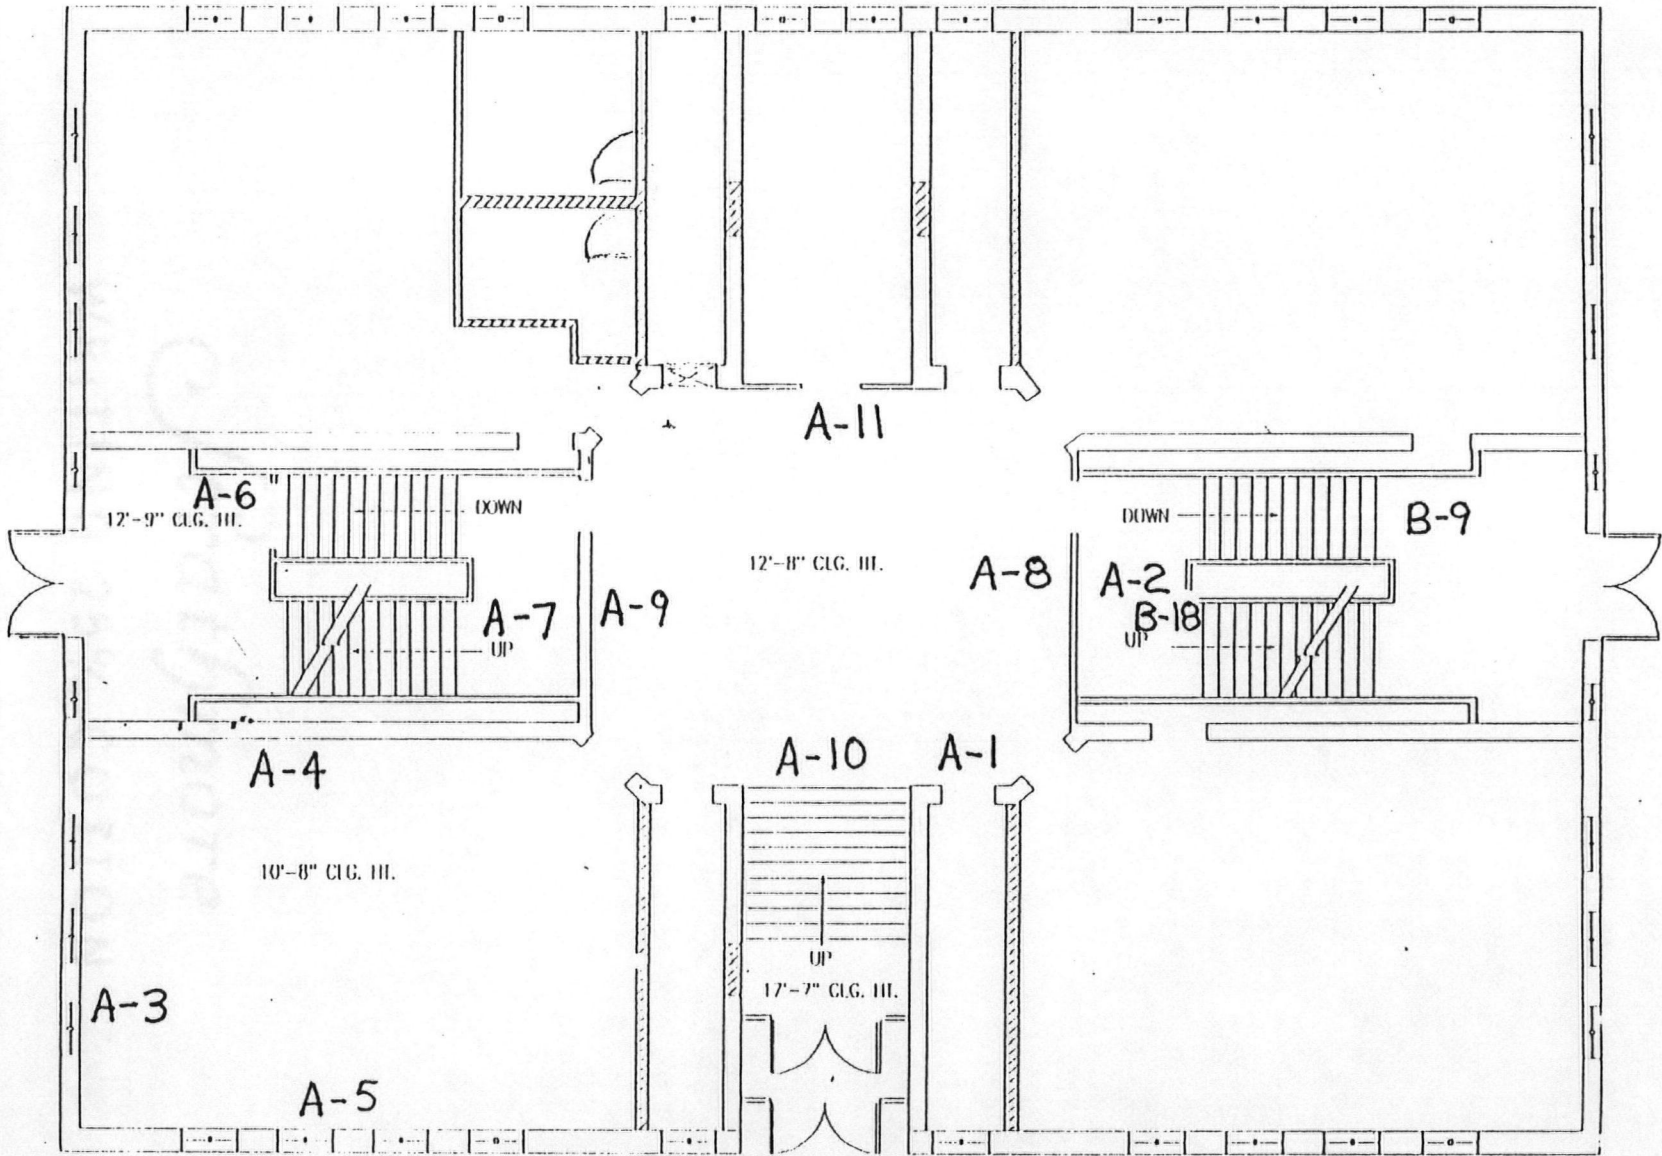 A-11
A-6 "
DOWN
12'-9" CLG. HT.
DOWN
B-9
12'-8" CLG. HT.
A-8
A-2
A-9
A-7
B-18
UP
UP
A-10
A-1
A-4
10'-8" CLG. HT.
UP
17'-7" CLG. HT.
A-3
A-5